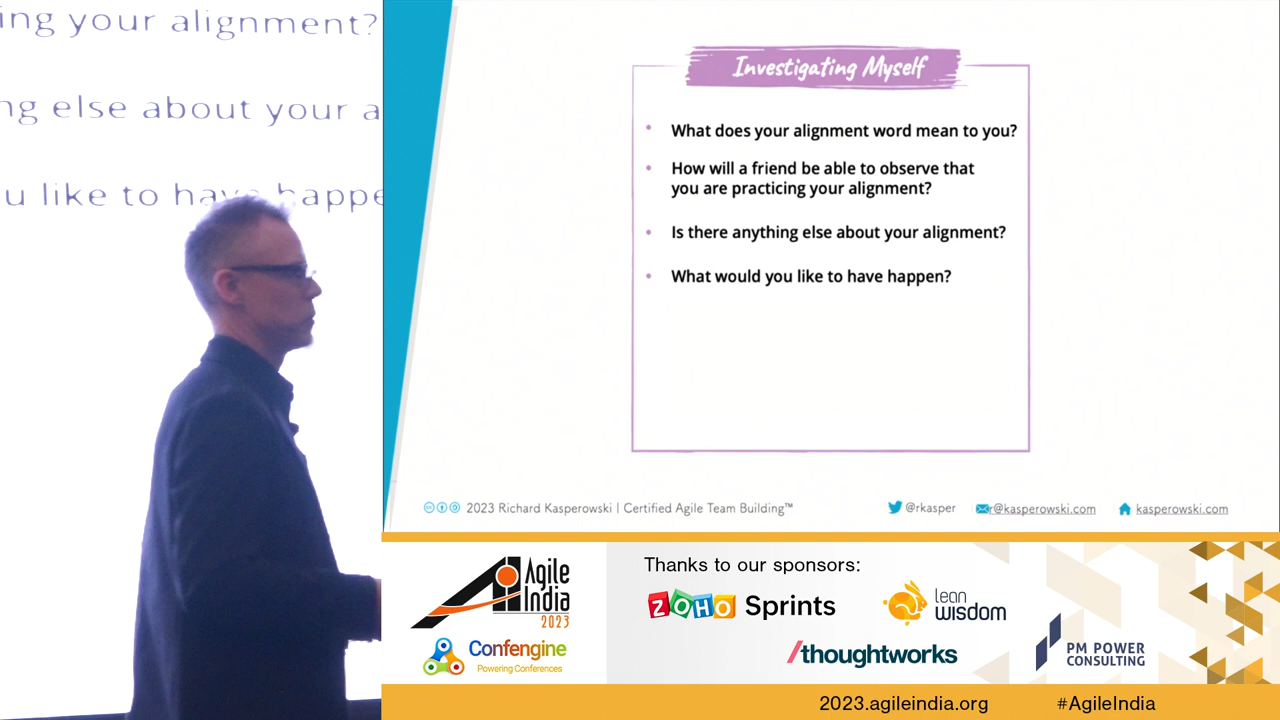 ing your alignment?
ng else about your a
u like to have happe
Investigating Myself
• What does your alignment word mean to you?
• How will a friend be able to observe that
you are practicing your alignment?
• Is there anything else about your alignment?
• What would you like to have happen?
2023 Richard Kasperowski | Certified Agile Team Building™
@rkasper
r@kasperowski.com
kasperowski.com
Agile
India
2023
Confengine
Powering Conferences
Thanks to our sponsors:
ZOHO Sprints
lean
wisdom
/thoughtworks
PM POWER
CONSULTING
2023.agileindia.org
#AgileIndia